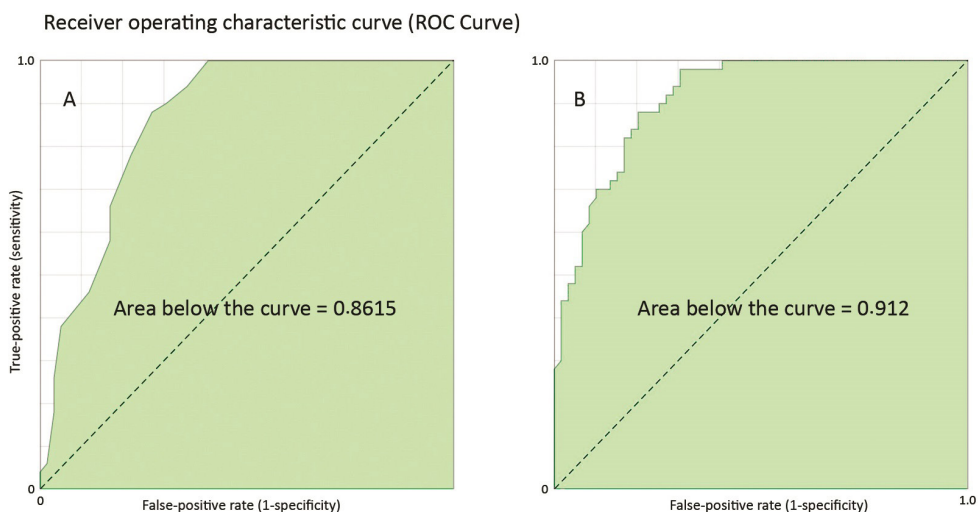 Receiver operating characteristic curve (ROC Curve)
1.0
A
True-positive rate (sensitivity)
Area below the curve = 0.8615
0
0
False-positive rate (1-specificity)
1.0
B
Area below the curve = 0.912
0
False-positive rate (1-specificity)
1.0